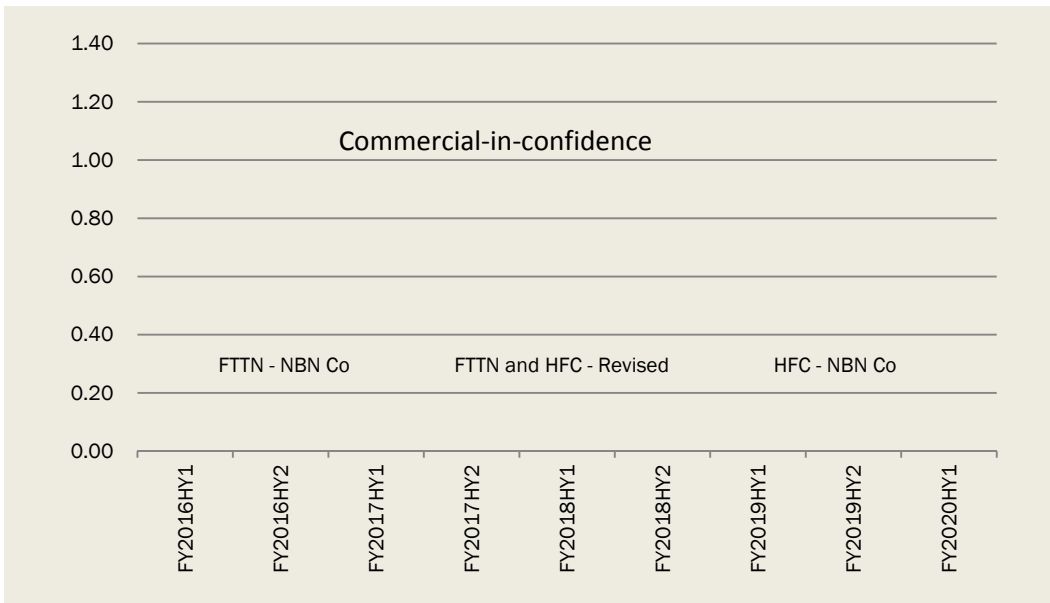 1.40
1.20
Commercial-in-confidence
1.00
0.80
0.60
0.40
FTTN - NBN Co FTTN and HFC - Revised HFC - NBN Co
0.20
0.00
FY2016HY1
FY2016HY2
FY2017HY1
FY2017HY2
FY2018HY1
FY2018HY2
FY2019HY1
FY2019HY2
FY2020HY1